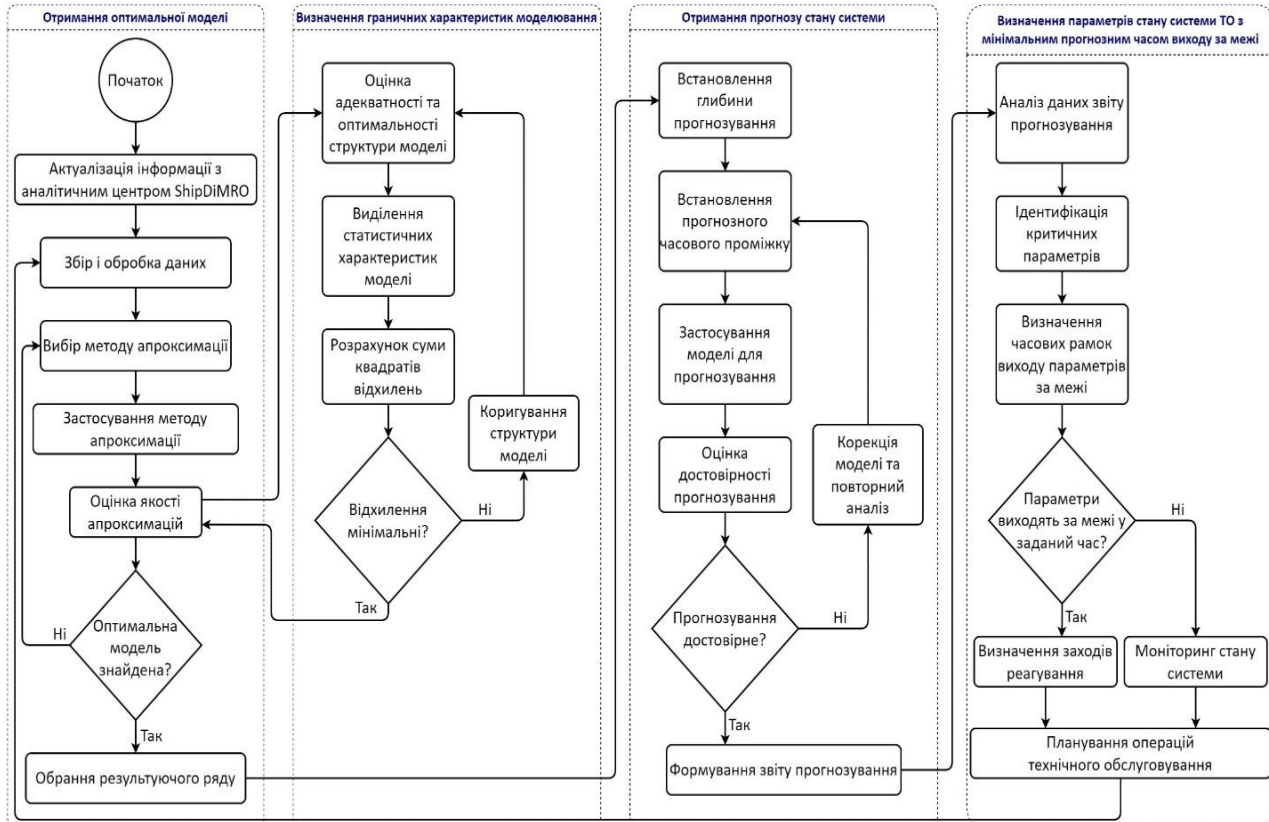 Отримання оптимальної моделі
Початок
Актуалізація інформації з
аналітичним центром ShipDiMRO
Збір і обробка даних
Вибір методу апроксимації
Застосування методу
апроксимації
Оцінка якості
апроксимацій
Ні
Оптимальна
модель
знайдена?
Так
Обрання результуючого ряду
Визначення граничних характеристик моделювання
Оцінка
адекватності та
оптимальності
структури моделі
Виділення
статистичних
характеристик
моделі
Розрахунок суми
квадратів
відхилень
Коригування
структури
моделі
Відхилення
мінімальні?
Ні
Так
Отримання прогнозу стану системи
Встановлення
глибини
прогнозування
Встановлення
прогнозного
часового проміжку
Застосування
моделі для
прогнозування
Оцінка
достовірності
прогнозування
Корекція
моделі та
повторний
аналіз
Прогнозування
достовірне?
Ні
Так
Формування звіту прогнозування
Визначення параметрів стану системи ТО з
мінімальним прогнозним часом виходу за межі
Аналіз даних звіту
прогнозування
Ідентифікація
критичних
параметрів
Визначення
часових рамок
виходу параметрів
за межі
Параметри
виходять за межі у
заданий час?
Ні
Так
Визначення заходів
реагування
Моніторинг стану
системи
Планування операцій
технічного обслуговування